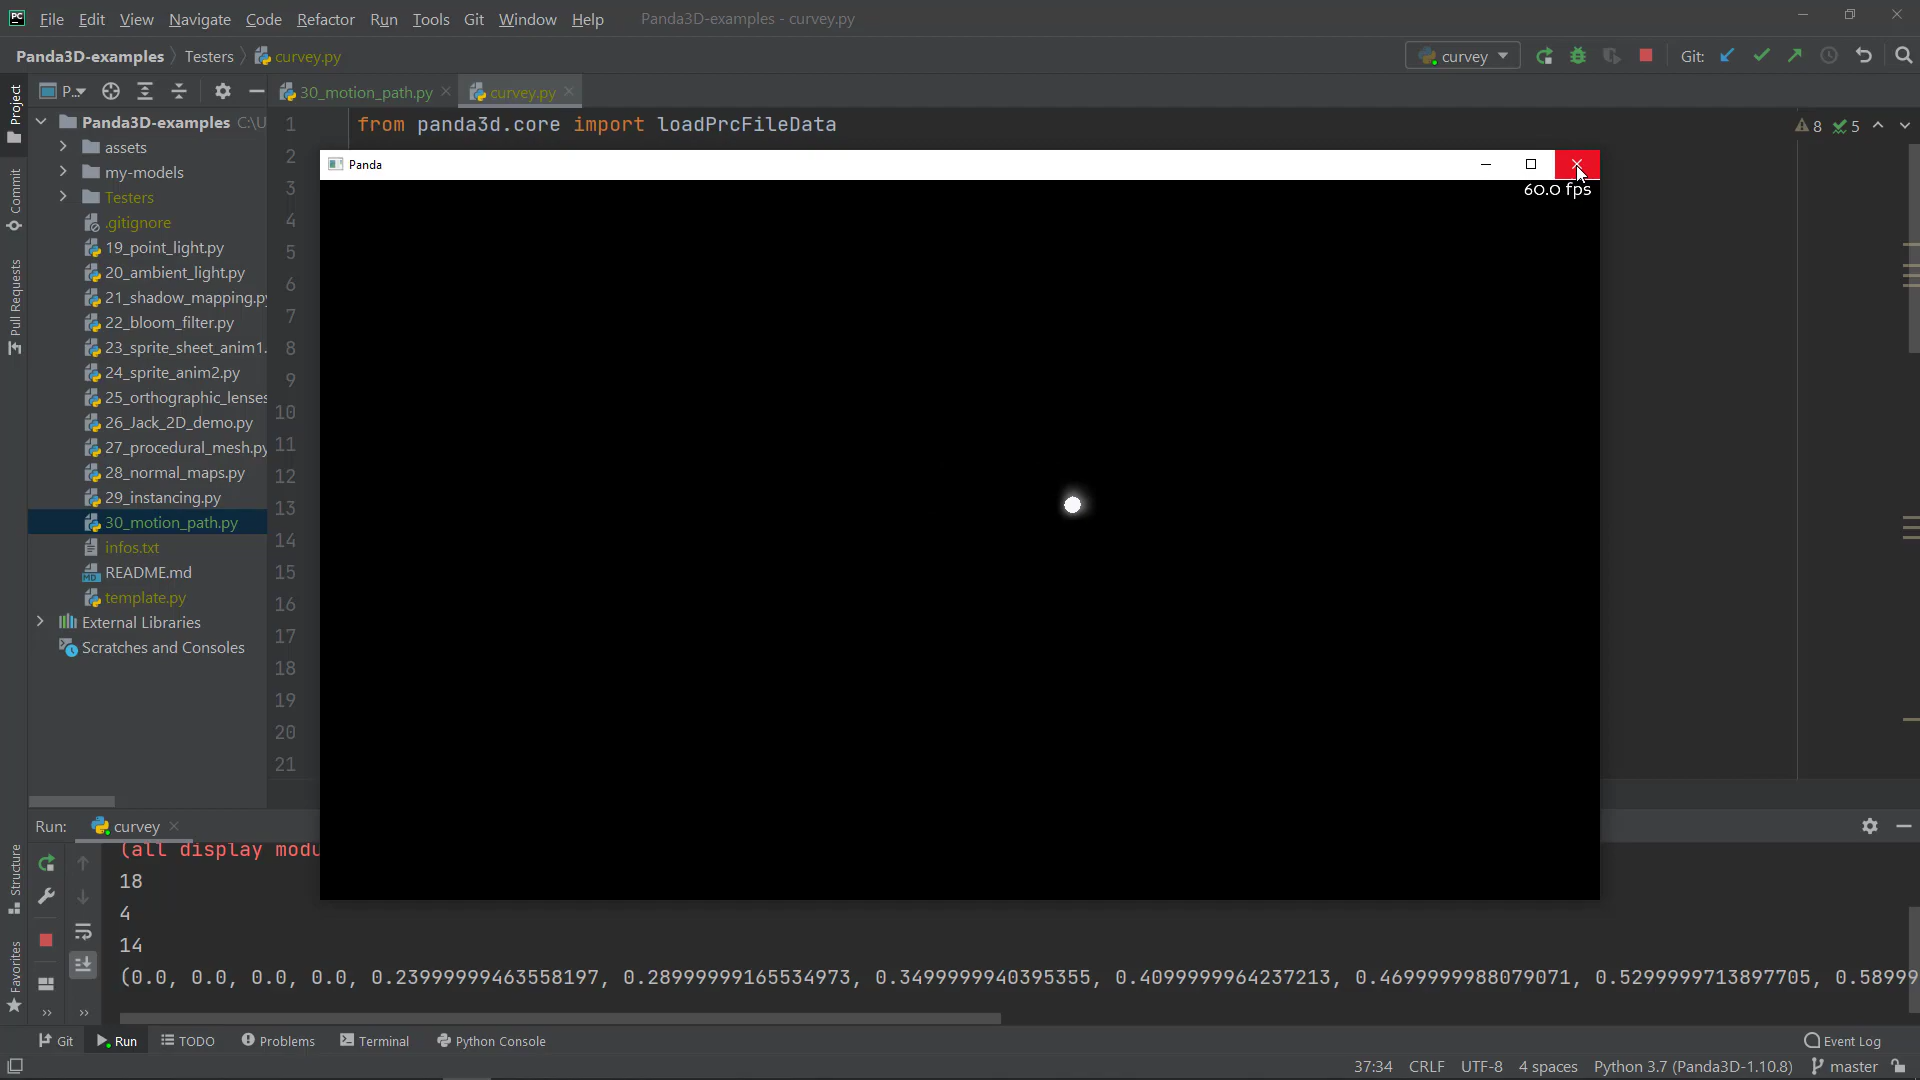 File Edit View Navigate Code Refactor Run Tools Git Window Help Panda3D-examples - curvey.py
Panda3D-examples Testers curvey.py curvey Git:
Project
Commit
Pull Requests
Structure
Favorites
P..
30_motion_path.py curvey.py
Panda3D-examples C:\U
assets
my-models
Testers
.gitignore
19_point_light.py
20_ambient_light.py
21_shadow_mapping.py
22_bloom_filter.py
23_sprite_sheet_anim1.
24_sprite_anim2.py
25_orthographic_lenses
26_Jack_2D_demo.py
27_procedural_mesh.py
28_normal_maps.py
29_instancing.py
30_motion_path.py
infos.txt
README.md
template.py
External Libraries
Scratches and Consoles
1 from panda3d.core import loadPrcFileData
8 5
2
3
4
5
6
7
8
9
10
11
12
13
14
15
16
17
18
19
20
21
Panda
60.0 fps
Run: curvey
(all display modu
18
4
14
(0.0, 0.0, 0.0, 0.0, 0.23999999463558197, 0.28999999165534973, 0.3499999940395355, 0.4099999964237213, 0.4699999988079071, 0.5299999713897705, 0.58999
Git Run TODO Problems Terminal Python Console Event Log
37:34 CRLF UTF-8 4 spaces Python 3.7 (Panda3D-1.10.8) master